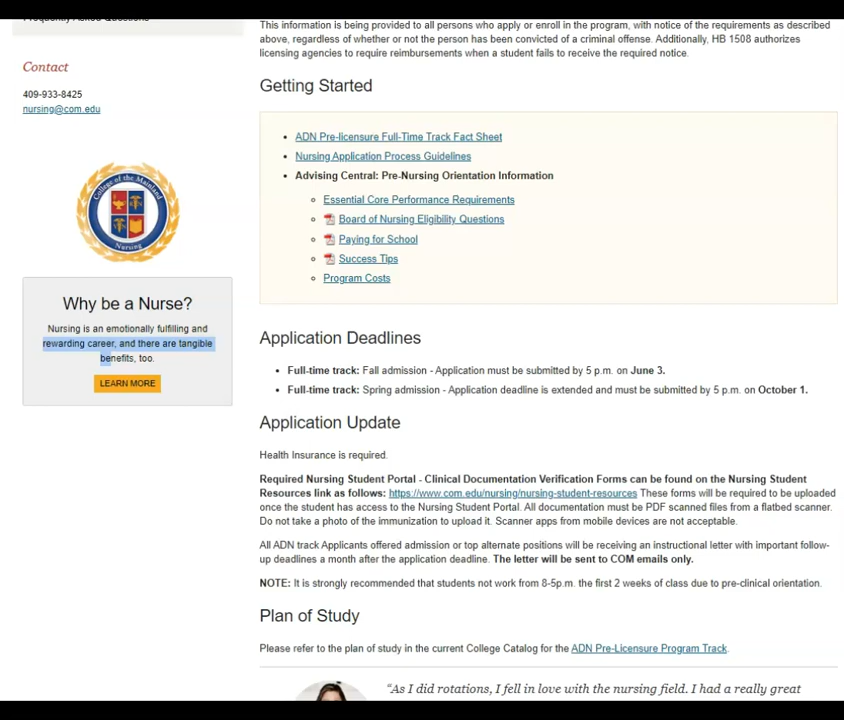 Frequently Asked Questions
Contact
409-933-8425
nursing@com.edu
College of the Mainland
Nursing
Why be a Nurse?
Nursing is an emotionally fulfilling and
rewarding career, and there are tangible
benefits, too.
LEARN MORE
This information is being provided to all persons who apply or enroll in the program, with notice of the requirements as described
above, regardless of whether or not the person has been convicted of a criminal offense. Additionally, HB 1508 authorizes
licensing agencies to require reimbursements when a student fails to receive the required notice.
Getting Started
ADN Pre-licensure Full-Time Track Fact Sheet
Nursing Application Process Guidelines
Advising Central: Pre-Nursing Orientation Information
Essential Core Performance Requirements
Board of Nursing Eligibility Questions
Paying for School
Success Tips
Program Costs
Application Deadlines
Full-time track: Fall admission - Application must be submitted by 5 p.m. on June 3.
Full-time track: Spring admission - Application deadline is extended and must be submitted by 5 p.m. on October 1.
Application Update
Health Insurance is required.
Required Nursing Student Portal - Clinical Documentation Verification Forms can be found on the Nursing Student
Resources link as follows: https://www.com.edu/nursing/nursing-student-resources These forms will be required to be uploaded
once the student has access to the Nursing Student Portal. All documentation must be PDF scanned files from a flatbed scanner.
Do not take a photo of the immunization to upload it. Scanner apps from mobile devices are not acceptable.
All ADN track Applicants offered admission or top alternate positions will be receiving an instructional letter with important follow-
up deadlines a month after the application deadline. The letter will be sent to COM emails only.
NOTE: It is strongly recommended that students not work from 8-5p.m. the first 2 weeks of class due to pre-clinical orientation.
Plan of Study
Please refer to the plan of study in the current College Catalog for the ADN Pre-Licensure Program Track.
“As I did rotations, I fell in love with the nursing field. I had a really great